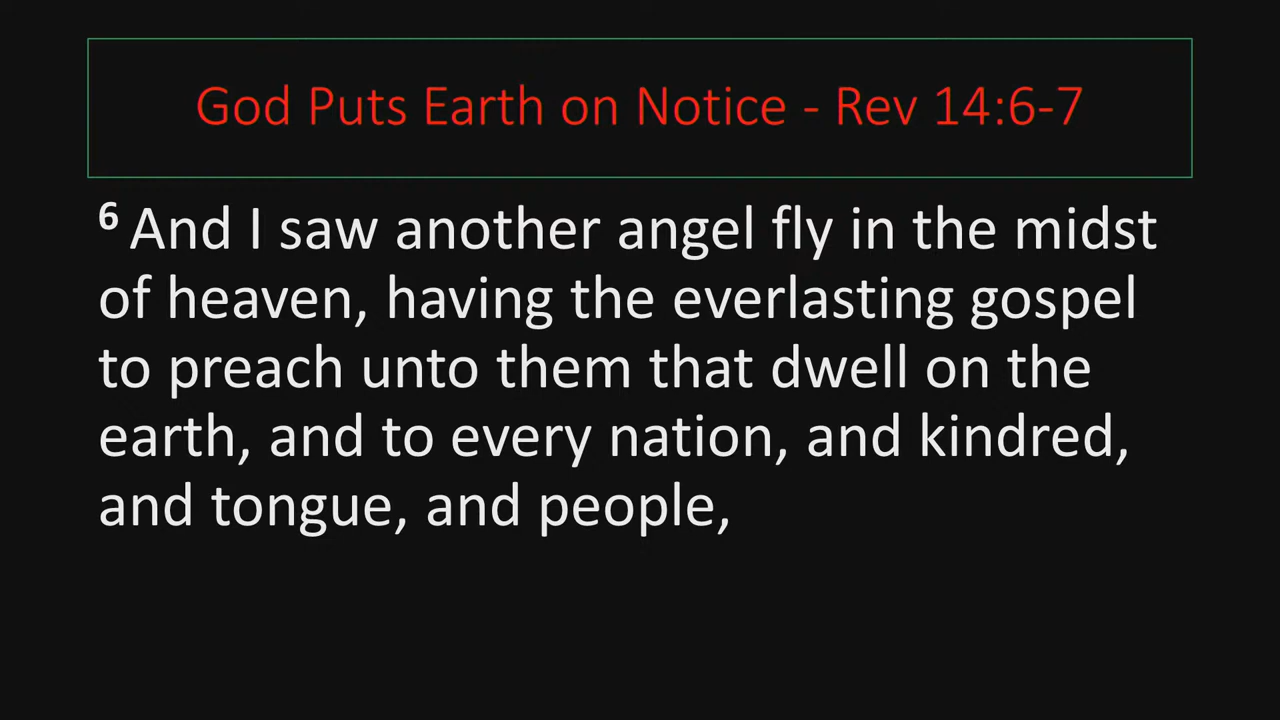 God Puts Earth on Notice - Rev 14:6-7
6 And I saw another angel fly in the midst
of heaven, having the everlasting gospel
to preach unto them that dwell on the
earth, and to every nation, and kindred,
and tongue, and people,